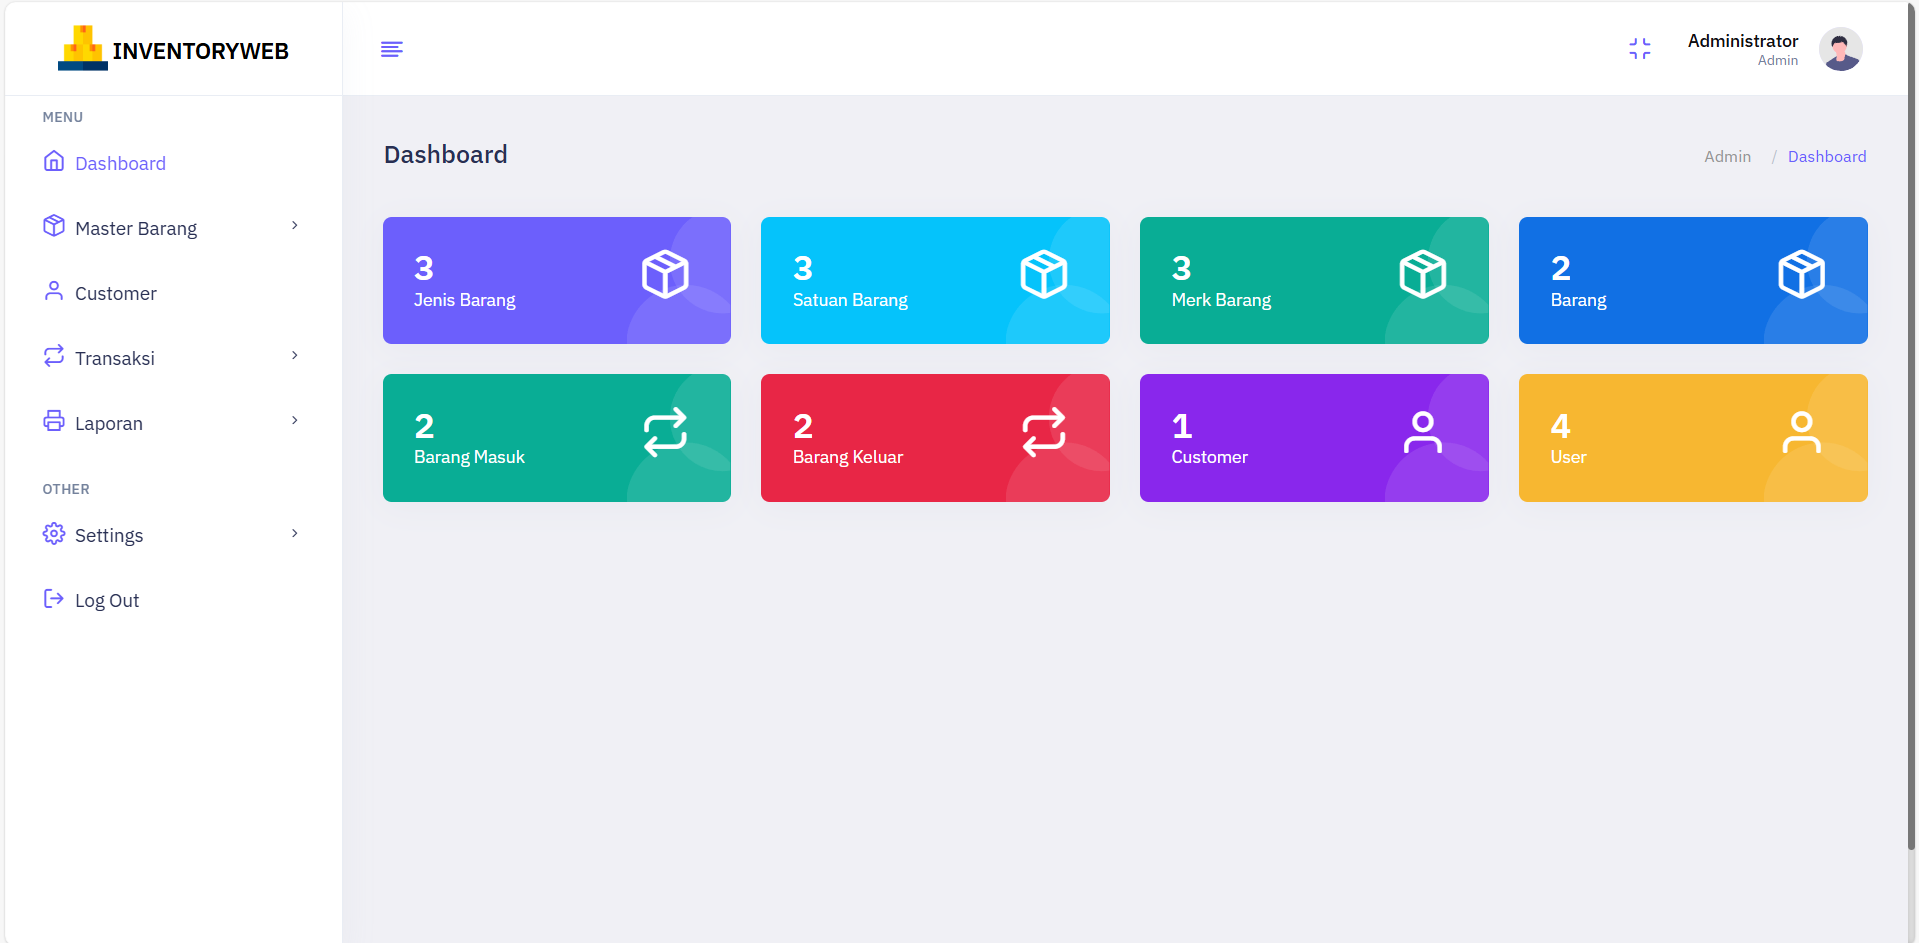 INVENTORYWEB
Administrator
Admin
MENU
Dashboard
Master Barang
Customer
Transaksi
Laporan
OTHER
Settings
Log Out
Dashboard
Admin / Dashboard
3
Jenis Barang
3
Satuan Barang
3
Merk Barang
2
Barang
2
Barang Masuk
2
Barang Keluar
1
Customer
4
User